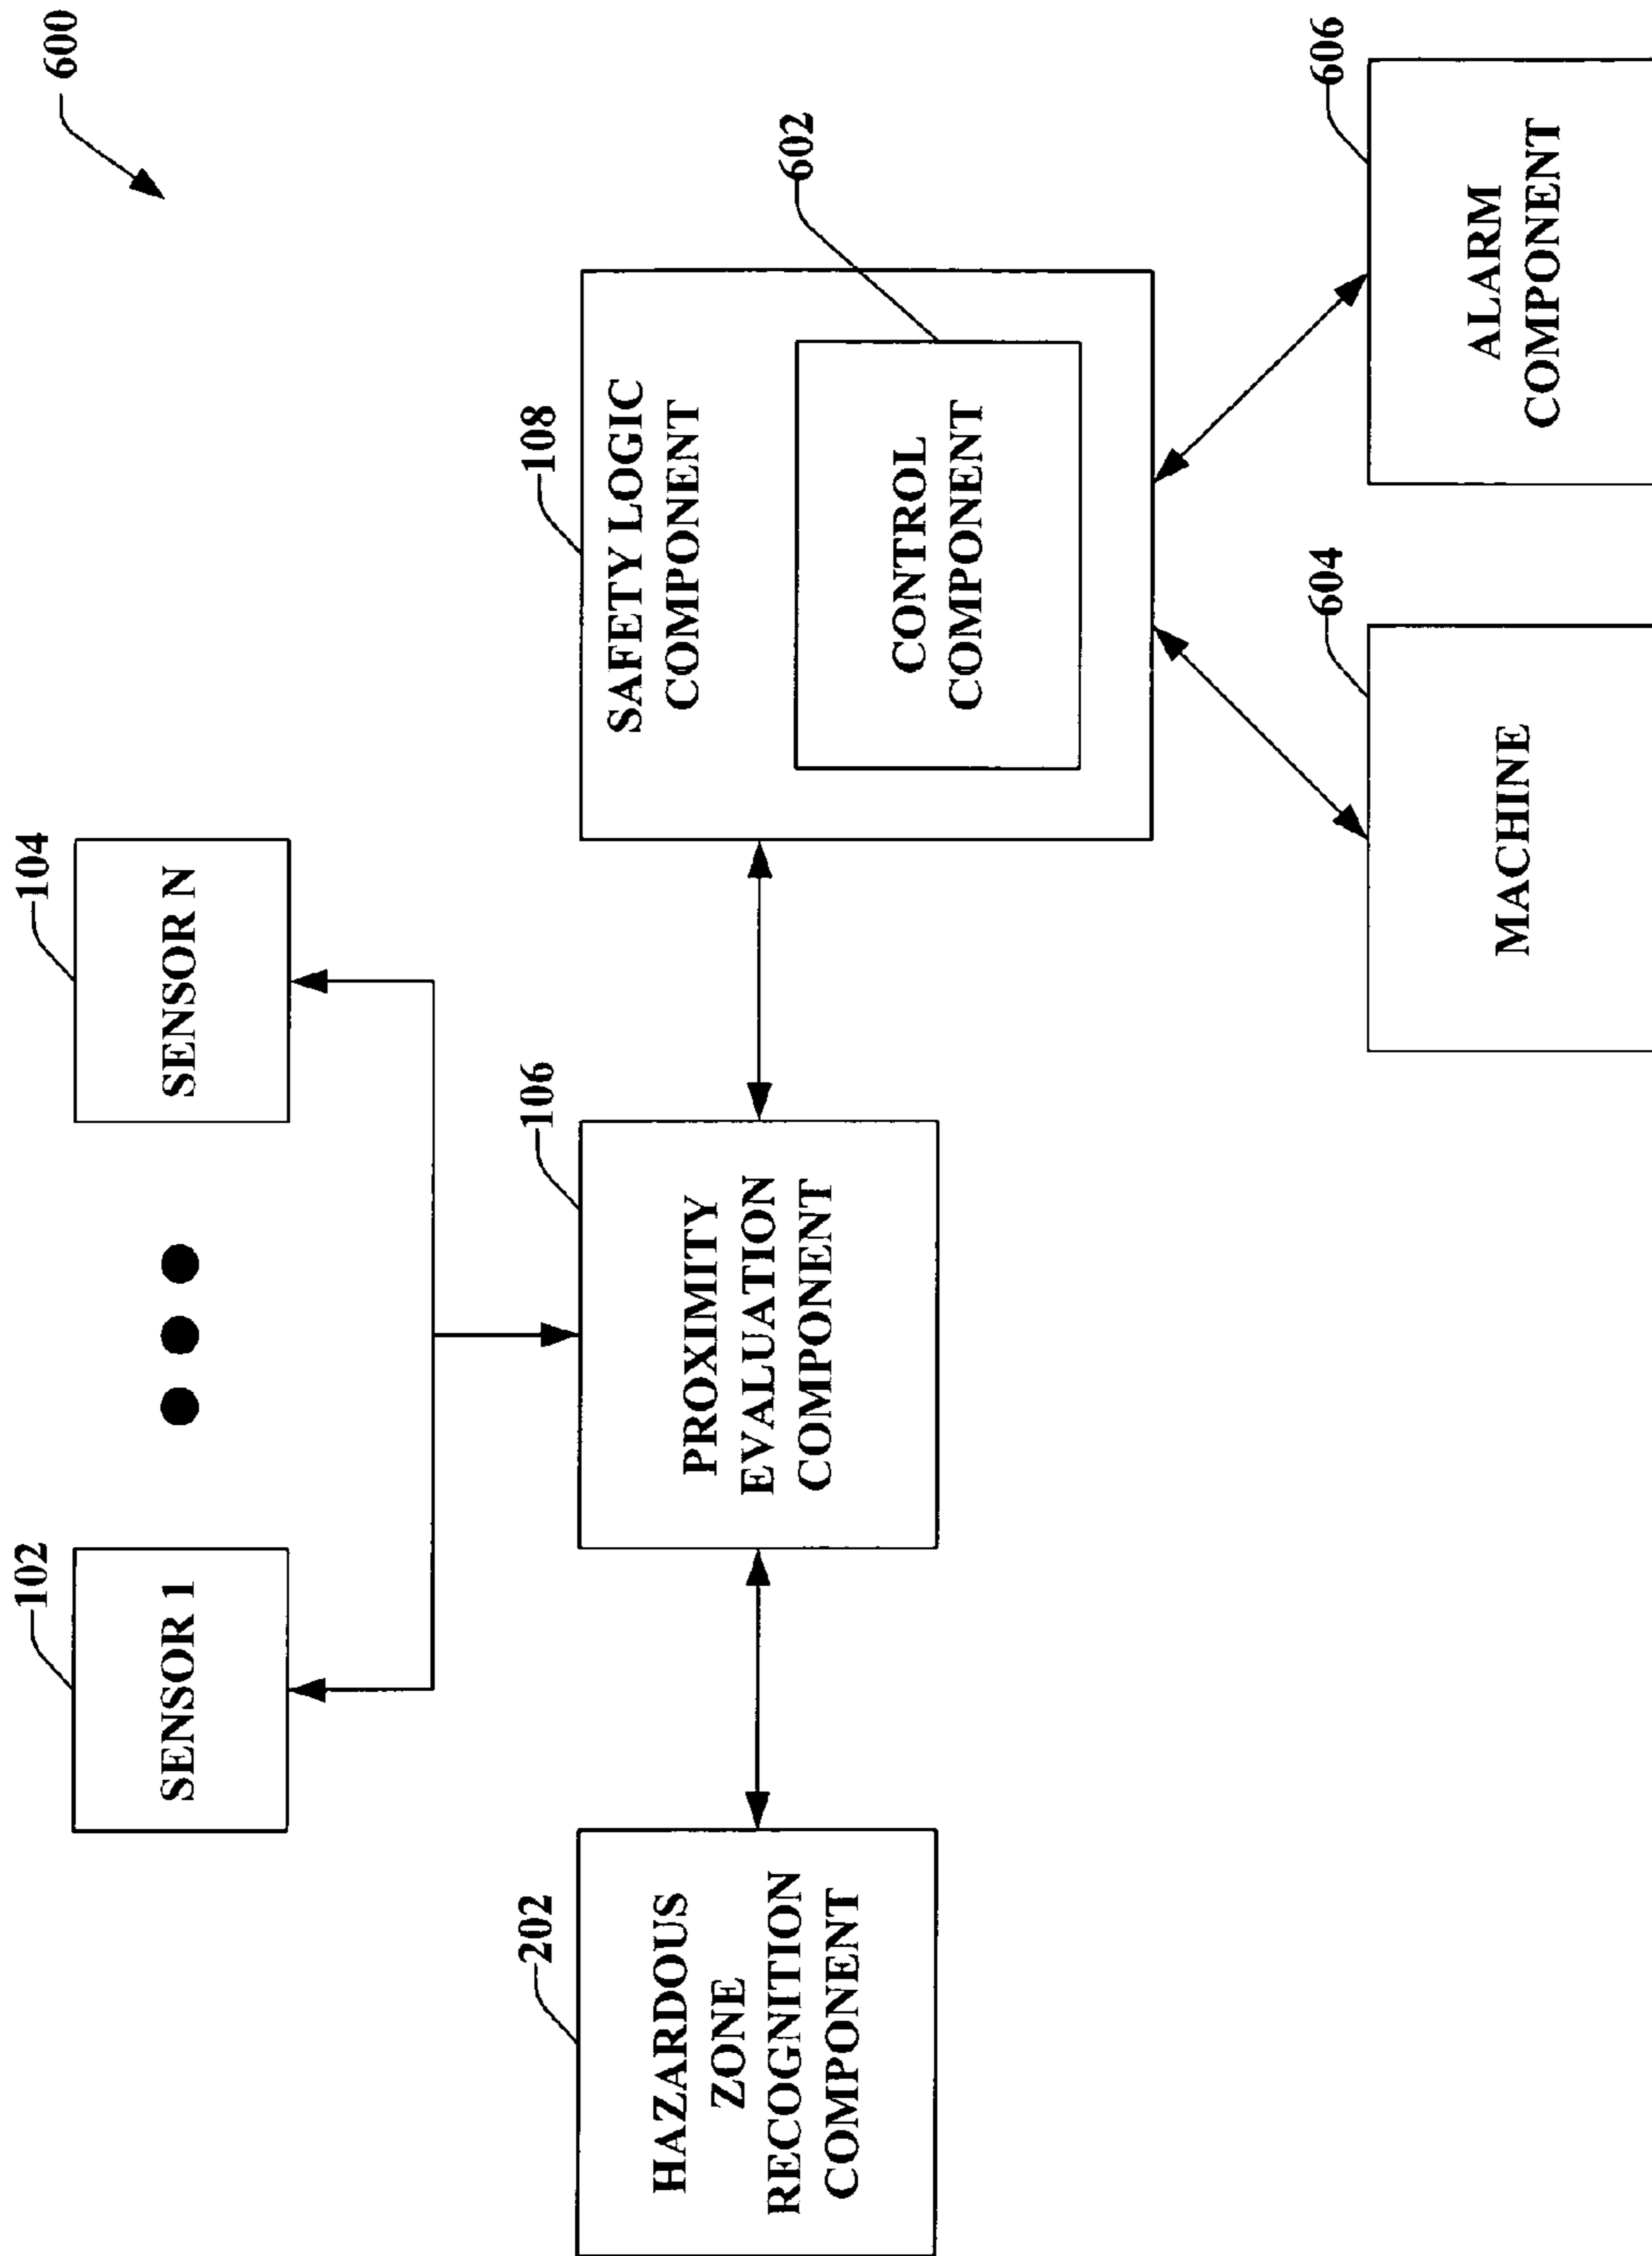 600
102
SENSOR 1
104
SENSOR N
202
HAZARDOUS
ZONE
RECOGNITION
COMPONENT
106
PROXIMITY
EVALUATION
COMPONENT
108
SAFETY LOGIC
COMPONENT
602
CONTROL
COMPONENT
604
MACHINE
606
ALARM
COMPONENT